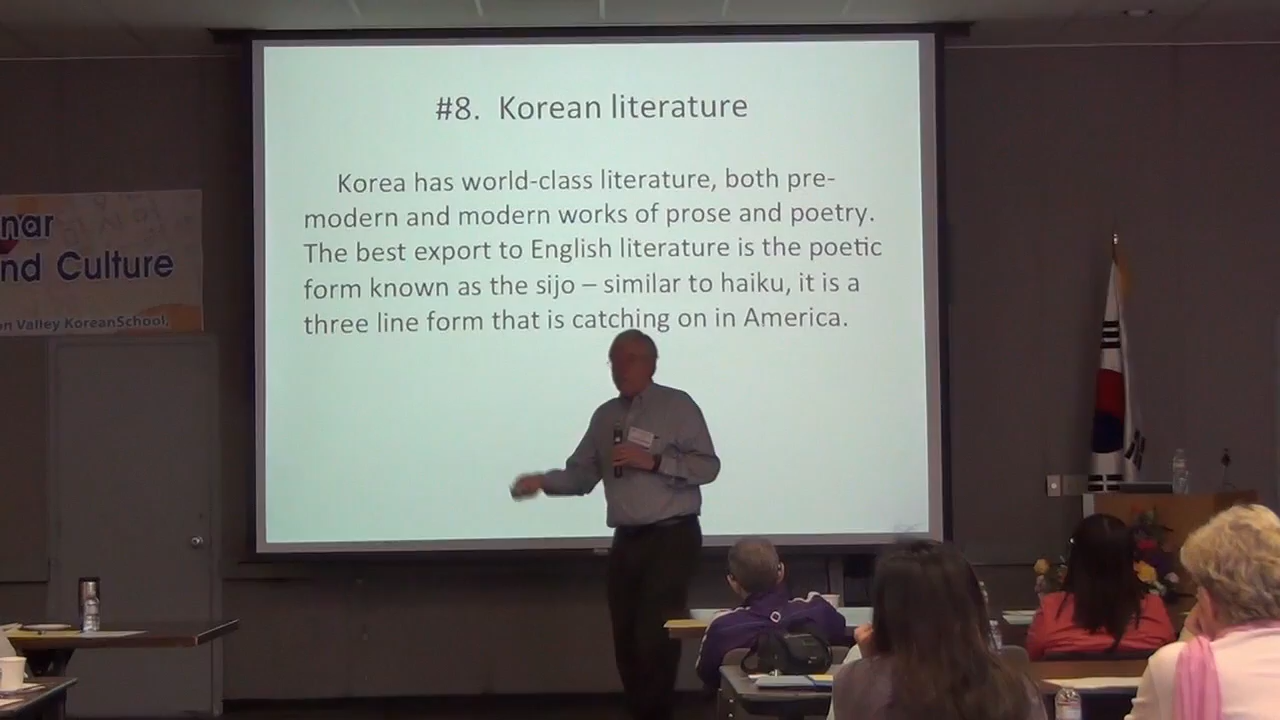 #8. Korean literature
Korea has world-class literature, both pre-
modern and modern works of prose and poetry.
The best export to English literature is the poetic
form known as the sijo – similar to haiku, it is a
three line form that is catching on in America.
nar
nd Culture
on Valley KoreanSchool,